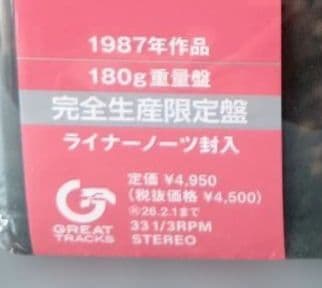 1987年作品
180g重量盤
完全生産限定盤
ライナーノーツ封入
定価 ¥4,950
(税抜価格 ¥4,500)
Ⓡ26.2.1まで
33 1/3RPM
STEREO
GREAT
TRACKS